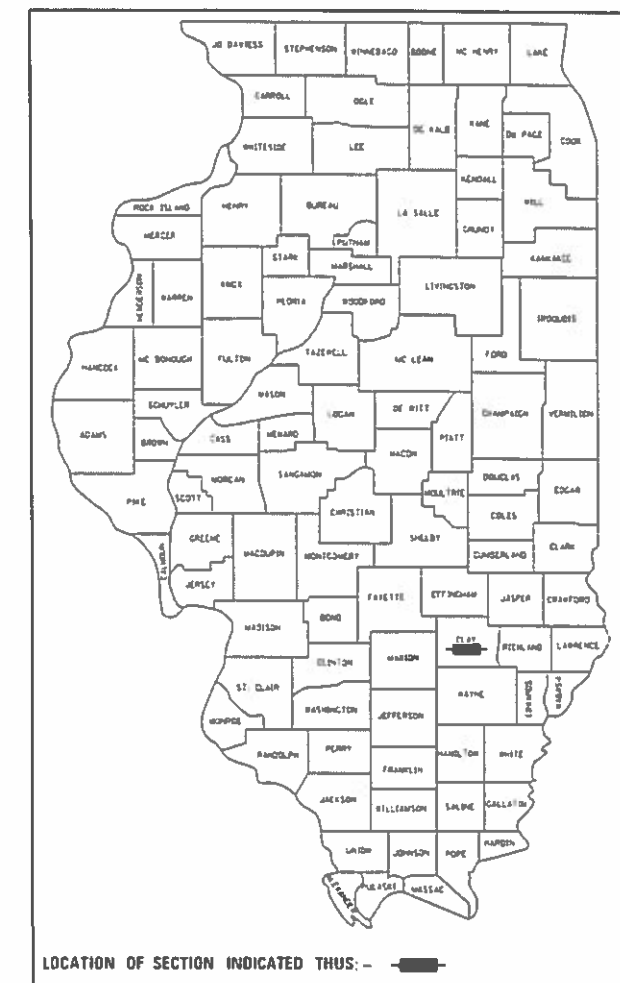 JO DAVIESS STEPHENSON WINNEBAGO BOONE MC HENRY LAKE
CARROLL OGLE DE KALB KANE DU PAGE COOK
WHITESIDE LEE KENDALL WILL
ROCK ISLAND HENRY BUREAU LA SALLE GRUNDY
MERCER PUTNAM KANKAKEE
STARK MARSHALL
HENDERSON WARREN KNOX PEORIA WOODFORD LIVINGSTON IROQUOIS
HANCOCK MC DONOUGH FULTON TAZEWELL MC LEAN FORD
SCHUYLER MASON LOGAN DE WITT CHAMPAIGN VERMILION
ADAMS BROWN CASS MENARD MACON PIATT
PIKE SCOTT MORGAN SANGAMON MOULTRIE DOUGLAS EDGAR
CHRISTIAN COLES
CALHOUN GREENE MACOUPIN MONTGOMERY SHELBY CUMBERLAND CLARK
JERSEY FAYETTE EFFINGHAM JASPER CRAWFORD
MADISON BOND
CLINTON MARION CLAY RICHLAND LAWRENCE
ST. CLAIR WAYNE EDWARDS WABASH
MONROE WASHINGTON JEFFERSON
RANDOLPH PERRY HAMILTON WHITE
FRANKLIN
JACKSON WILLIAMSON SALINE GALLATIN
UNION JOHNSON POPE HARDIN
ALEXANDER PULASKI MASSAC
LOCATION OF SECTION INDICATED THUS: -